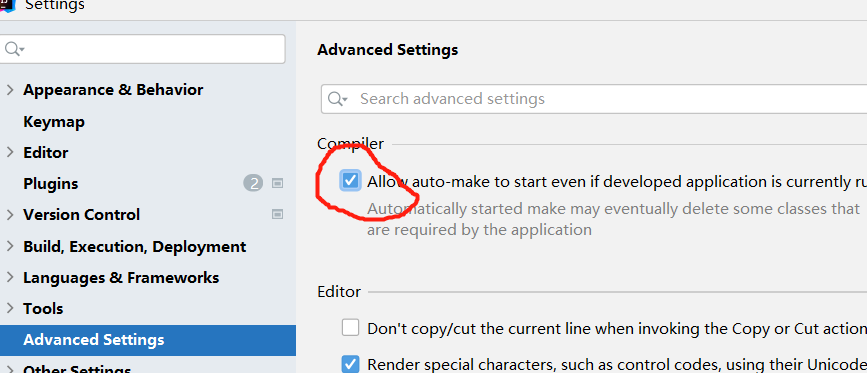 Settings
Advanced Settings
Appearance & Behavior
Search advanced settings
Keymap
Compiler
Editor
Plugins 2
Allow auto-make to start even if developed application is currently
Automatically started make may eventually delete some classes that
are required by the application
Version Control
Build, Execution, Deployment
Languages & Frameworks
Editor
Tools
Don't copy/cut the current line when invoking the Copy or Cut action
Advanced Settings
Render special characters, such as control codes, using their Unicode
Other Settings